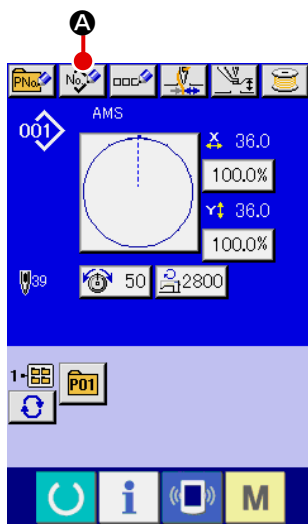 A
PNo. No.
AMS
001 X 36.0
100.0%
Y 36.0
100.0%
39 50 2800
1- P01
i M